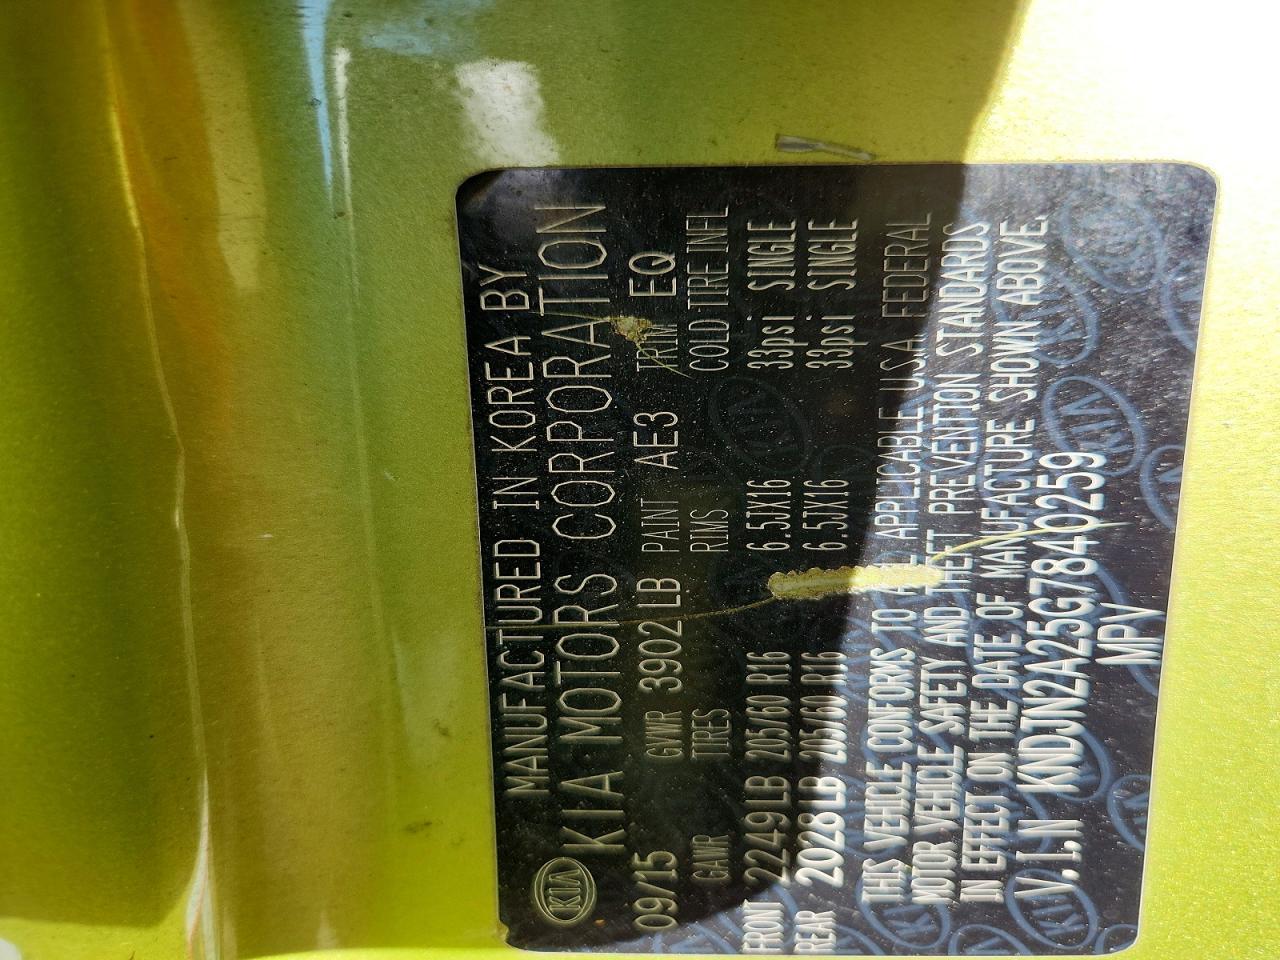 MANUFACTURED IN KOREA BY
KIA KIA MOTORS CORPORATION
09/15 GVWR 3902LB PAINT AE3 TRIM EQ
GAWR TIRES RIMS COLD TIRE INFL
FRONT 2249LB 205/60 R16 6.5JX16 33psi SINGLE
REAR 2028LB 205/60/R16 6.5JX16 33psi SINGLE
THIS VEHICLE CONFORMS TO APPLICABLE U.S.A FEDERAL
MOTOR VEHICLE SAFETY AND THEFT PREVENTION STANDARDS
IN EFFECT ON THE DATE OF MANUFACTURE SHOWN ABOVE.
V.I.N KNDJN2A25G7840259
MPV